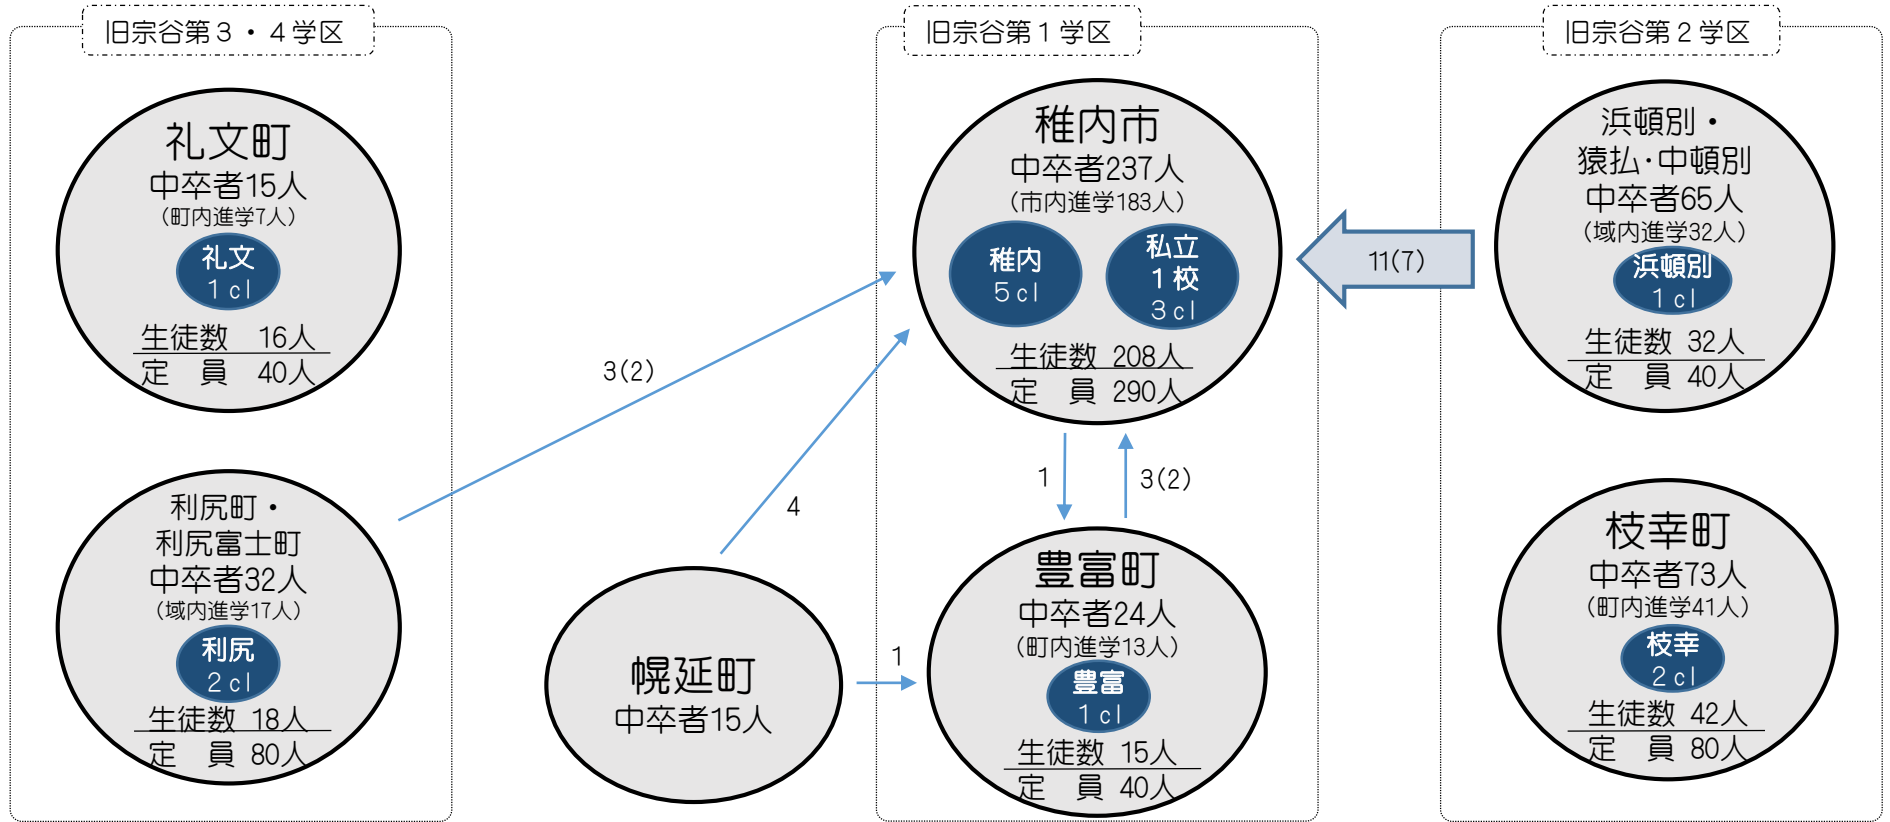 旧宗谷第３・４学区
礼文町
中卒者15人
（町内進学7人）
礼文
１ｃｌ
生徒数　16人
定　員　40人
利尻町・
利尻富士町
中卒者32人
（域内進学17人）
利尻
２ｃｌ
生徒数　18人
定　員　80人
3(2)
4
幌延町
中卒者15人
1
旧宗谷第１学区
稚内市
中卒者237人
（市内進学183人）
稚内
５ｃｌ
私立
１校
３ｃｌ
生徒数 208人
定　員 290人
1
3(2)
豊富町
中卒者24人
（町内進学13人）
豊富
１ｃｌ
生徒数 15人
定　員 40人
11(7)
旧宗谷第２学区
浜頓別・
猿払・中頓別
中卒者65人
（域内進学32人）
浜頓別
１ｃｌ
生徒数 32人
定　員 40人
枝幸町
中卒者73人
（町内進学41人）
枝幸
２ｃｌ
生徒数 42人
定　員 80人